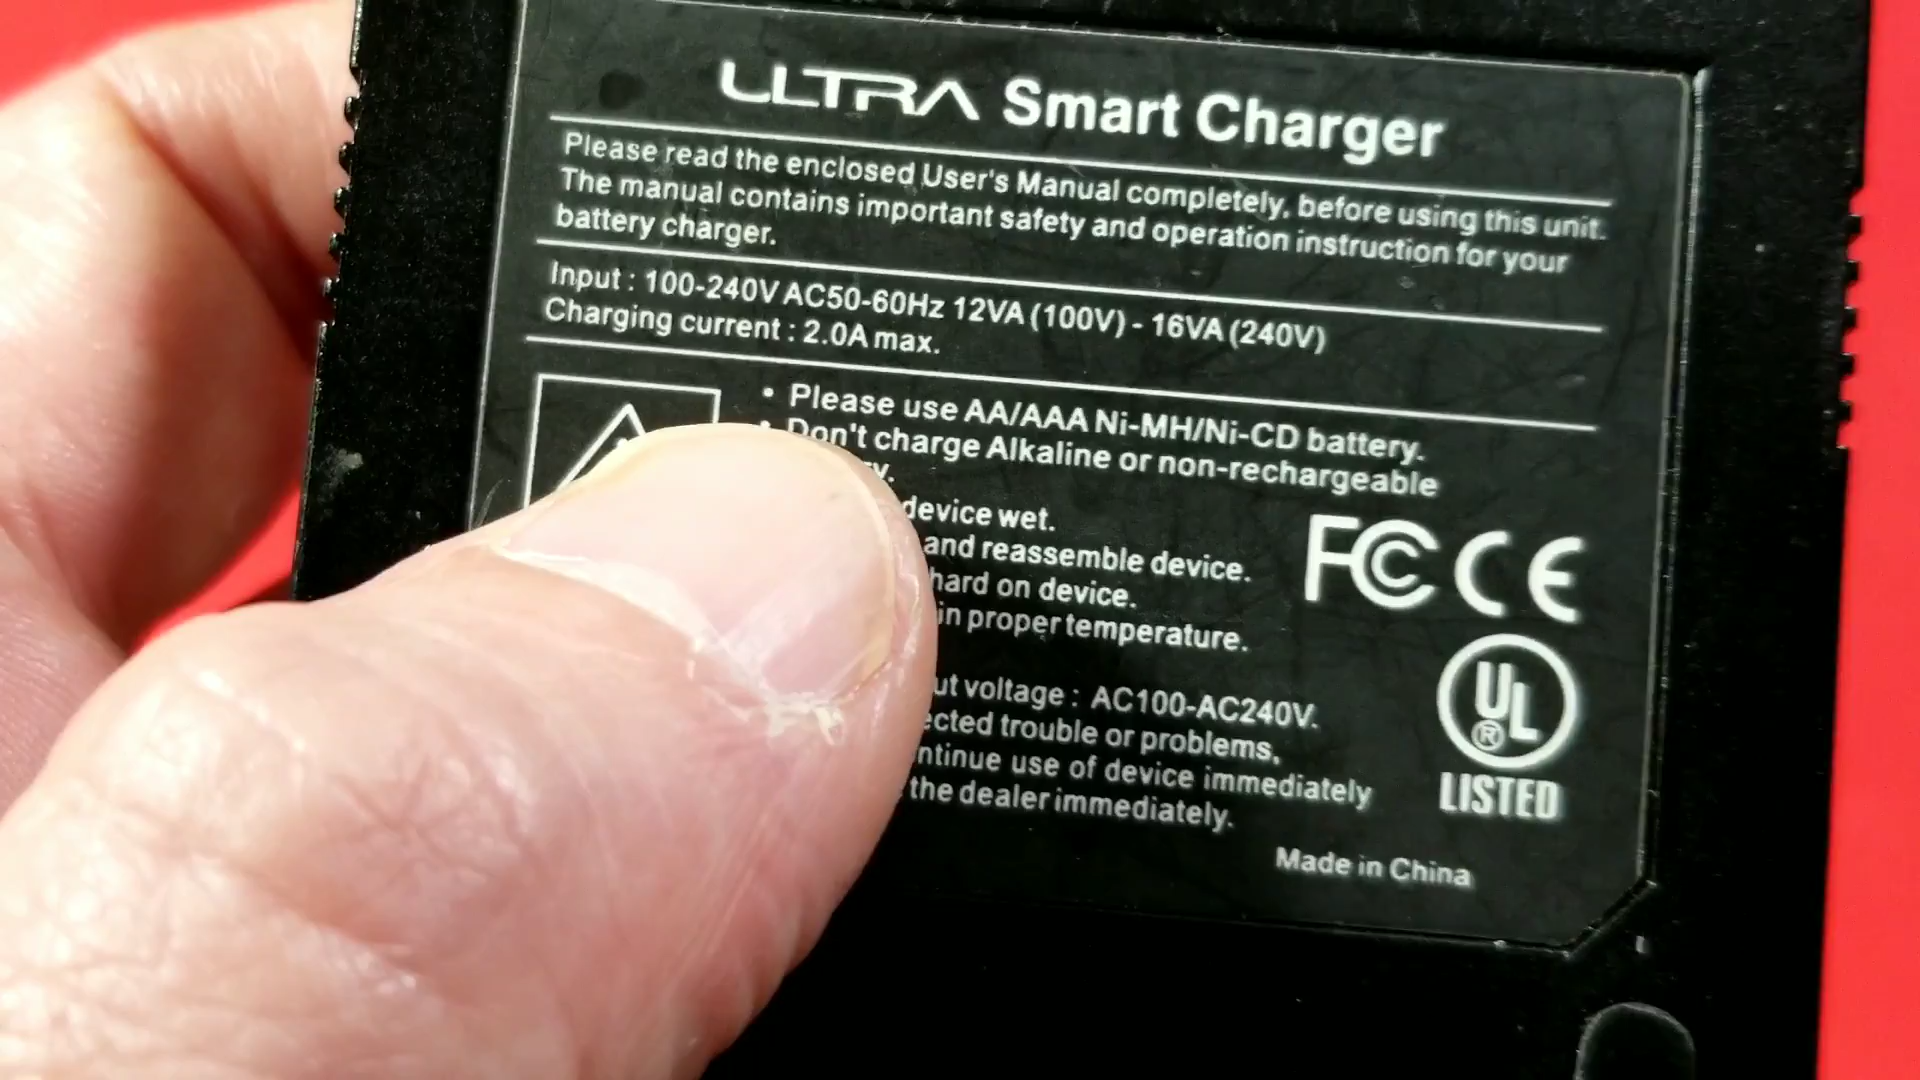 ULTRA Smart Charger
Please read the enclosed User's Manual completely, before using this unit.
The manual contains important safety and operation instruction for your
battery charger.
Input : 100-240V AC50-60Hz 12VA (100V) - 16VA (240V)
Charging current : 2.0A max.
• Please use AA/AAA Ni-MH/Ni-CD battery.
Don't charge Alkaline or non-rechargeable
device wet.
and reassemble device.
hard on device.
in proper temperature.
voltage : AC100-AC240V.
trouble or problems,
use of device immediately
the dealer immediately.
FC CE
UL
®
LISTED
Made in China